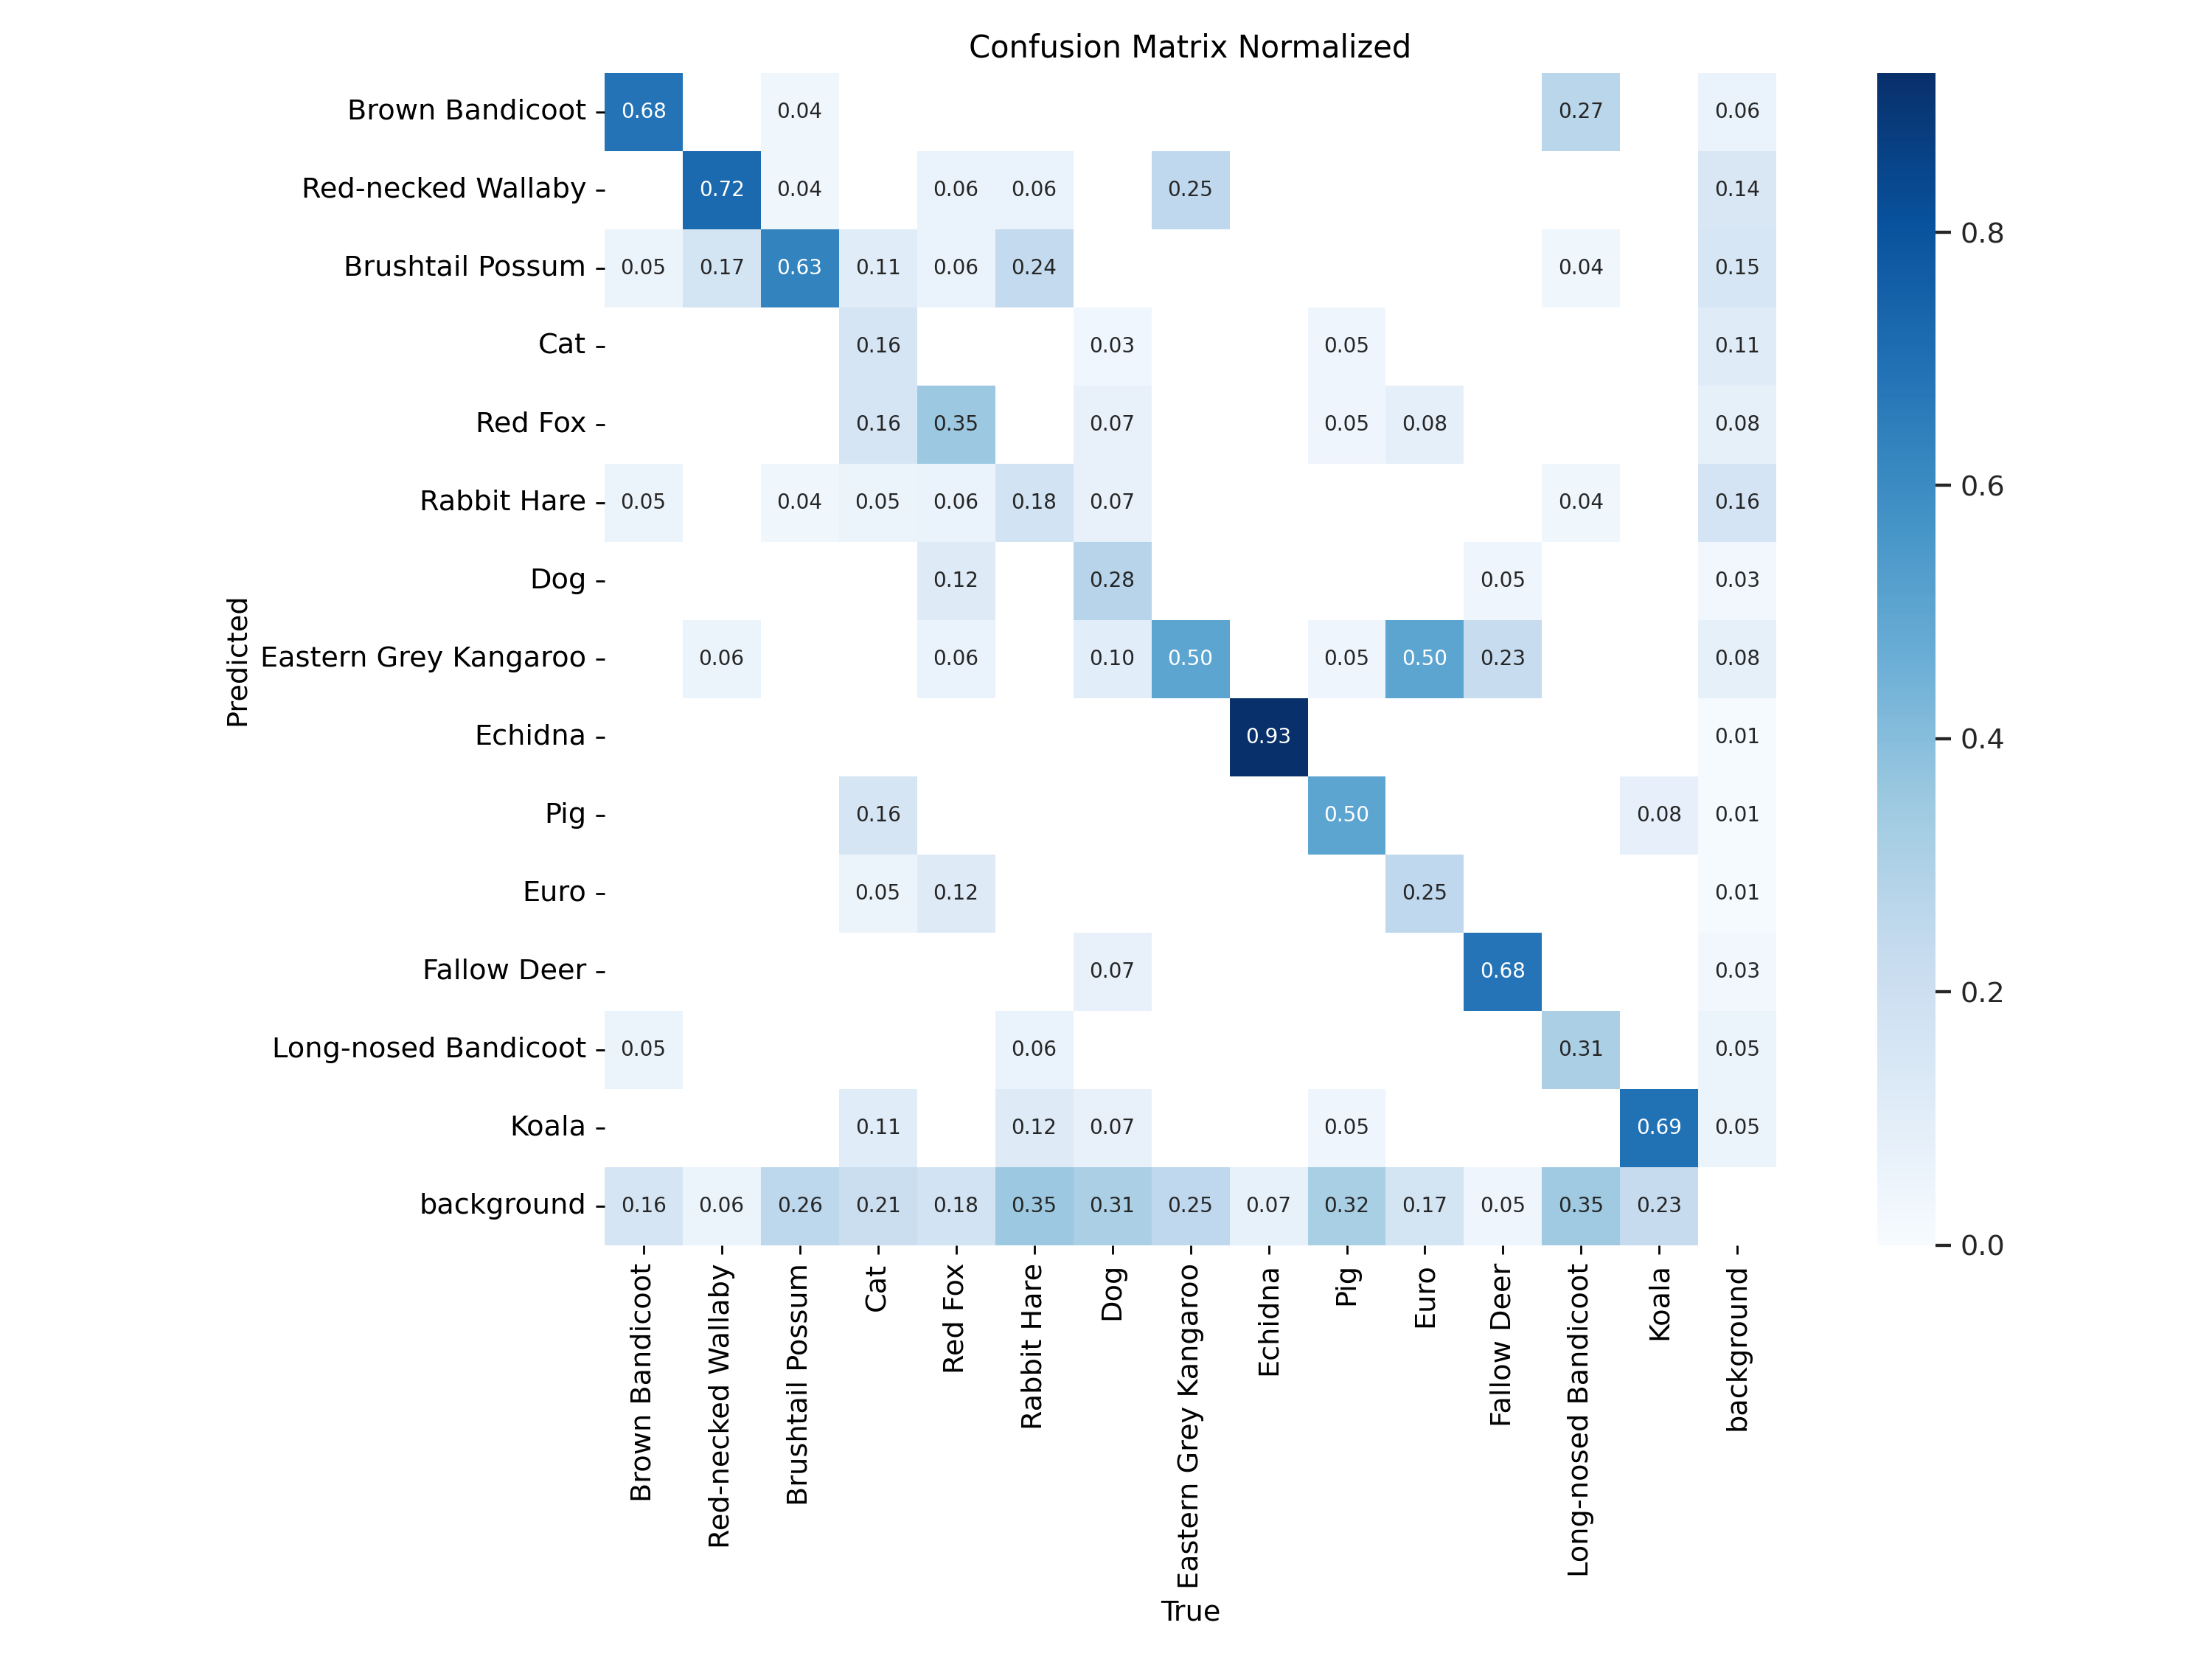 Confusion Matrix Normalized
Brown Bandicoot 0.68 0.04 0.27 0.06
Red-necked Wallaby 0.72 0.04 0.06 0.06 0.25 0.14
Brushtail Possum 0.05 0.17 0.63 0.11 0.06 0.24 0.04 0.15
Cat 0.16 0.03 0.05 0.11
Red Fox 0.16 0.35 0.07 0.05 0.08 0.08
Rabbit Hare 0.05 0.04 0.05 0.06 0.18 0.07 0.04 0.16
Dog 0.12 0.28 0.05 0.03
Eastern Grey Kangaroo 0.06 0.06 0.10 0.50 0.05 0.50 0.23 0.08
Echidna 0.93 0.01
Pig 0.16 0.50 0.08 0.01
Euro 0.05 0.12 0.25 0.01
Fallow Deer 0.07 0.68 0.03
Long-nosed Bandicoot 0.05 0.06 0.31 0.05
Koala 0.11 0.12 0.07 0.05 0.69 0.05
background 0.16 0.06 0.26 0.21 0.18 0.35 0.31 0.25 0.07 0.32 0.17 0.05 0.35 0.23
Predicted
Brown Bandicoot
Red-necked Wallaby
Brushtail Possum
Cat
Red Fox
Rabbit Hare
Dog
Eastern Grey Kangaroo
Echidna
Pig
Euro
Fallow Deer
Long-nosed Bandicoot
Koala
background
True
0.8
0.6
0.4
0.2
0.0